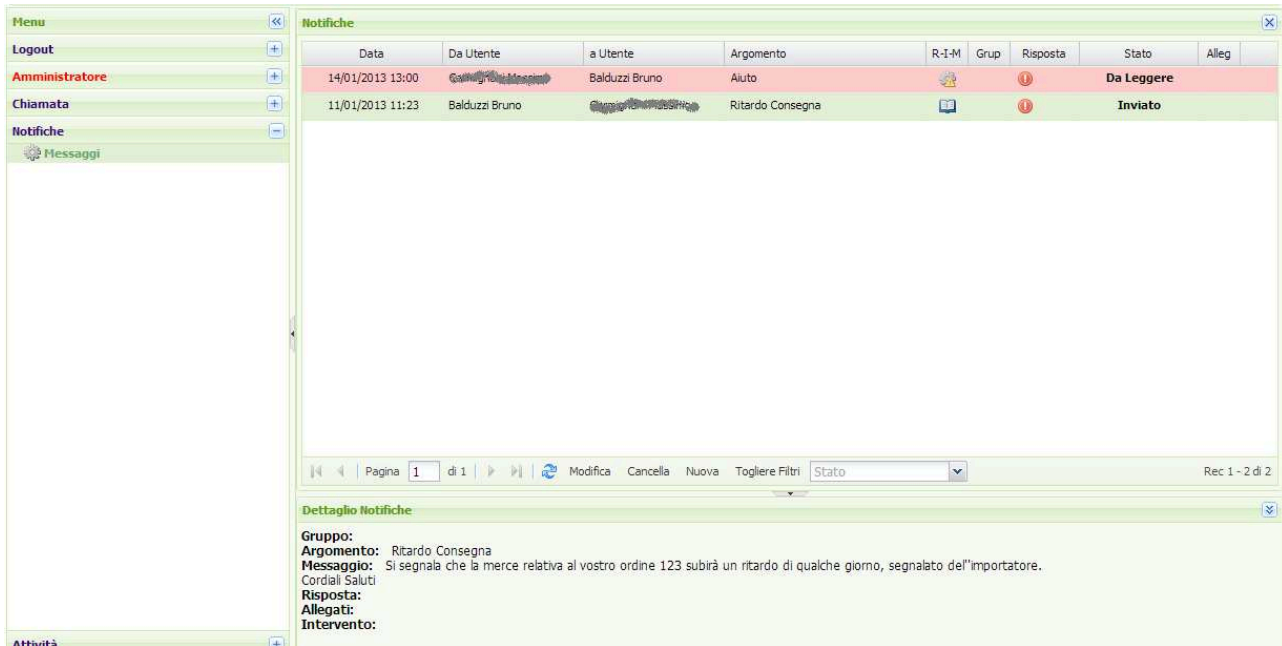 Menu
Logout
Amministratore
Chiamata
Notifiche
Messaggi
Attività
Notifiche
Data Da Utente a Utente Argomento R-I-M Grup Risposta Stato Alleg
14/01/2013 13:00 Balduzzi Bruno Aiuto Da Leggere
11/01/2013 11:23 Balduzzi Bruno Ritardo Consegna Inviato
Pagina 1 di 1 Modifica Cancella Nuova Togliere Filtri Stato Rec 1 - 2 di 2
Dettaglio Notifiche
Gruppo:
Argomento: Ritardo Consegna
Messaggio: Si segnala che la merce relativa al vostro ordine 123 subirà un ritardo di qualche giorno, segnalato del''importatore.
Cordiali Saluti
Risposta:
Allegati:
Intervento: